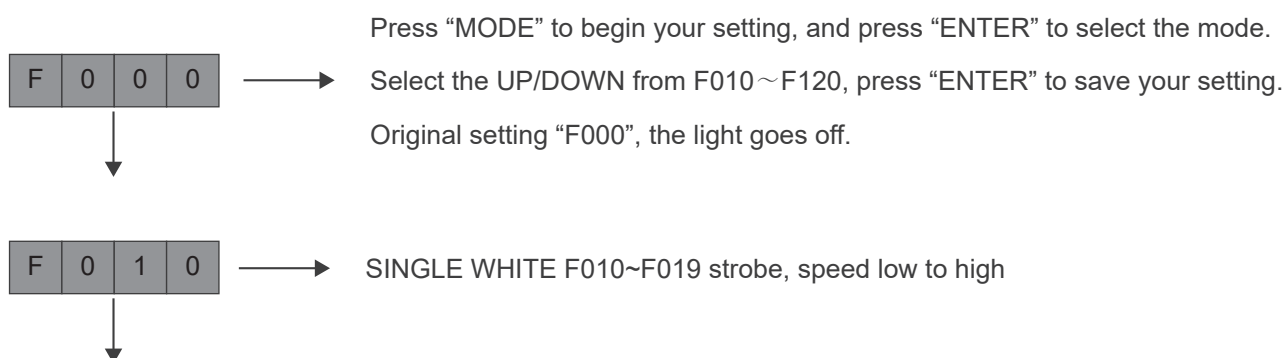 Press “MODE” to begin your setting, and press “ENTER” to select the mode.
F 0 0 0
Select the UP/DOWN from F010～F120, press “ENTER” to save your setting.
Original setting “F000”, the light goes off.
F 0 1 0
SINGLE WHITE F010~F019 strobe, speed low to high